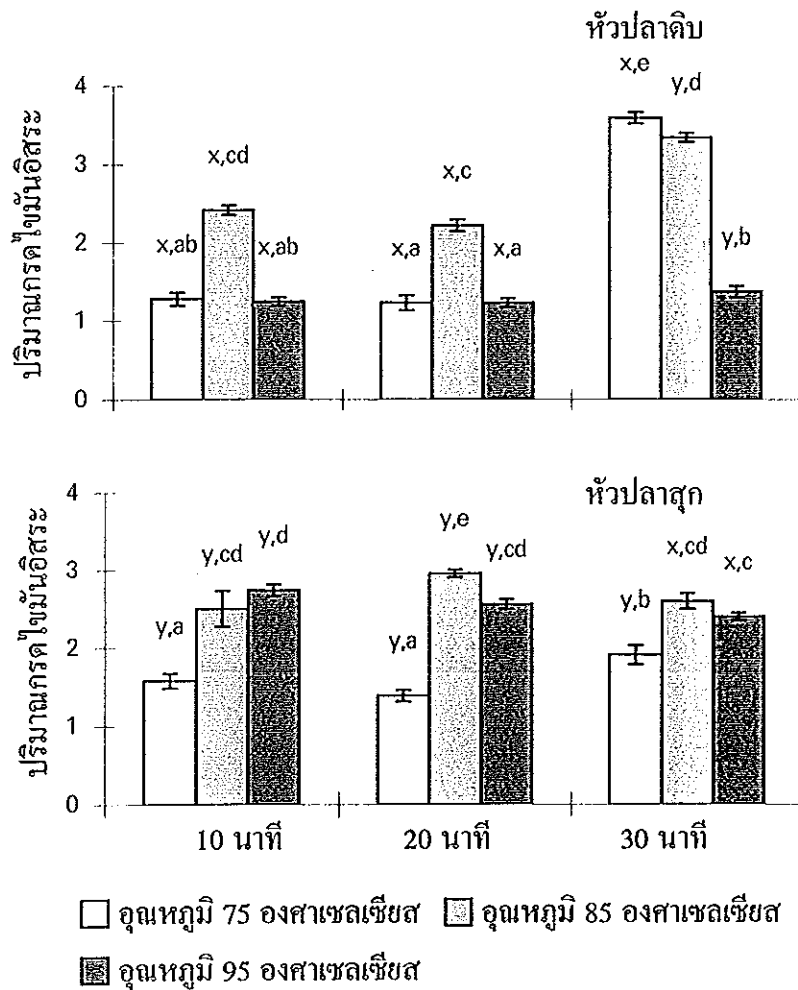 หัวปลาดิบ
ปริมาณกรดไขมันอิสระ
4
3
2
1
0
x,ab
x,cd
x,ab
x,a
x,c
x,a
x,e
y,d
y,b
หัวปลาสุก
ปริมาณกรดไขมันอิสระ
4
3
2
1
0
y,a
y,cd
y,d
y,a
y,e
y,cd
y,b
x,cd
x,c
10 นาที 20 นาที 30 นาที
อุณหภูมิ 75 องศาเซลเซียส อุณหภูมิ 85 องศาเซลเซียส
อุณหภูมิ 95 องศาเซลเซียส